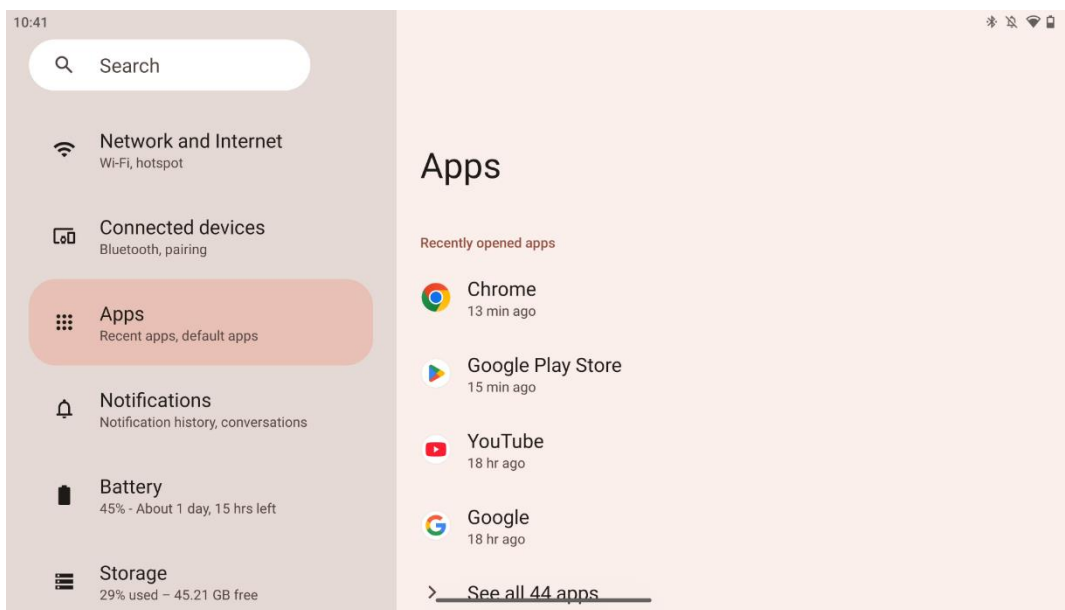 10:41
Search
Network and Internet
Wi-Fi, hotspot
Connected devices
Bluetooth, pairing
Apps
Recent apps, default apps
Notifications
Notification history, conversations
Battery
45% - About 1 day, 15 hrs left
Storage
29% used – 45.21 GB free
Apps
Recently opened apps
Chrome
13 min ago
Google Play Store
15 min ago
YouTube
18 hr ago
Google
18 hr ago
See all 44 apps